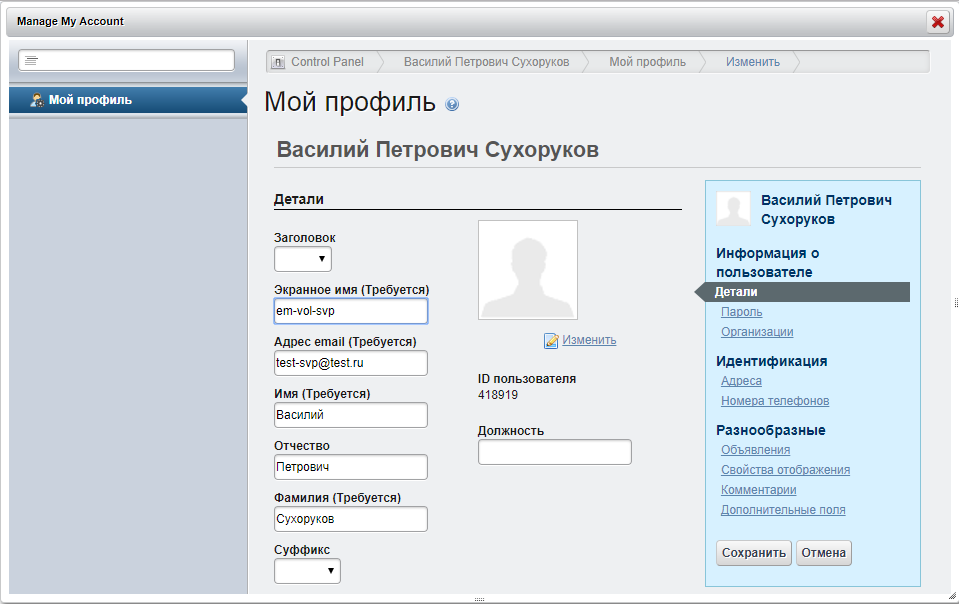 Manage My Account
Мой профиль
Control Panel Василий Петрович Сухоруков Мой профиль Изменить
Мой профиль
Василий Петрович Сухоруков
Детали
Заголовок
Экранное имя (Требуется)
em-vol-svp
Адрес email (Требуется)
test-svp@test.ru
Имя (Требуется)
Василий
Отчество
Петрович
Фамилия (Требуется)
Сухоруков
Суффикс
Изменить
ID пользователя
418919
Должность
Василий Петрович
Сухоруков
Информация о
пользователе
Детали
Пароль
Организации
Идентификация
Адреса
Номера телефонов
Разнообразные
Объявления
Свойства отображения
Комментарии
Дополнительные поля
Сохранить Отмена